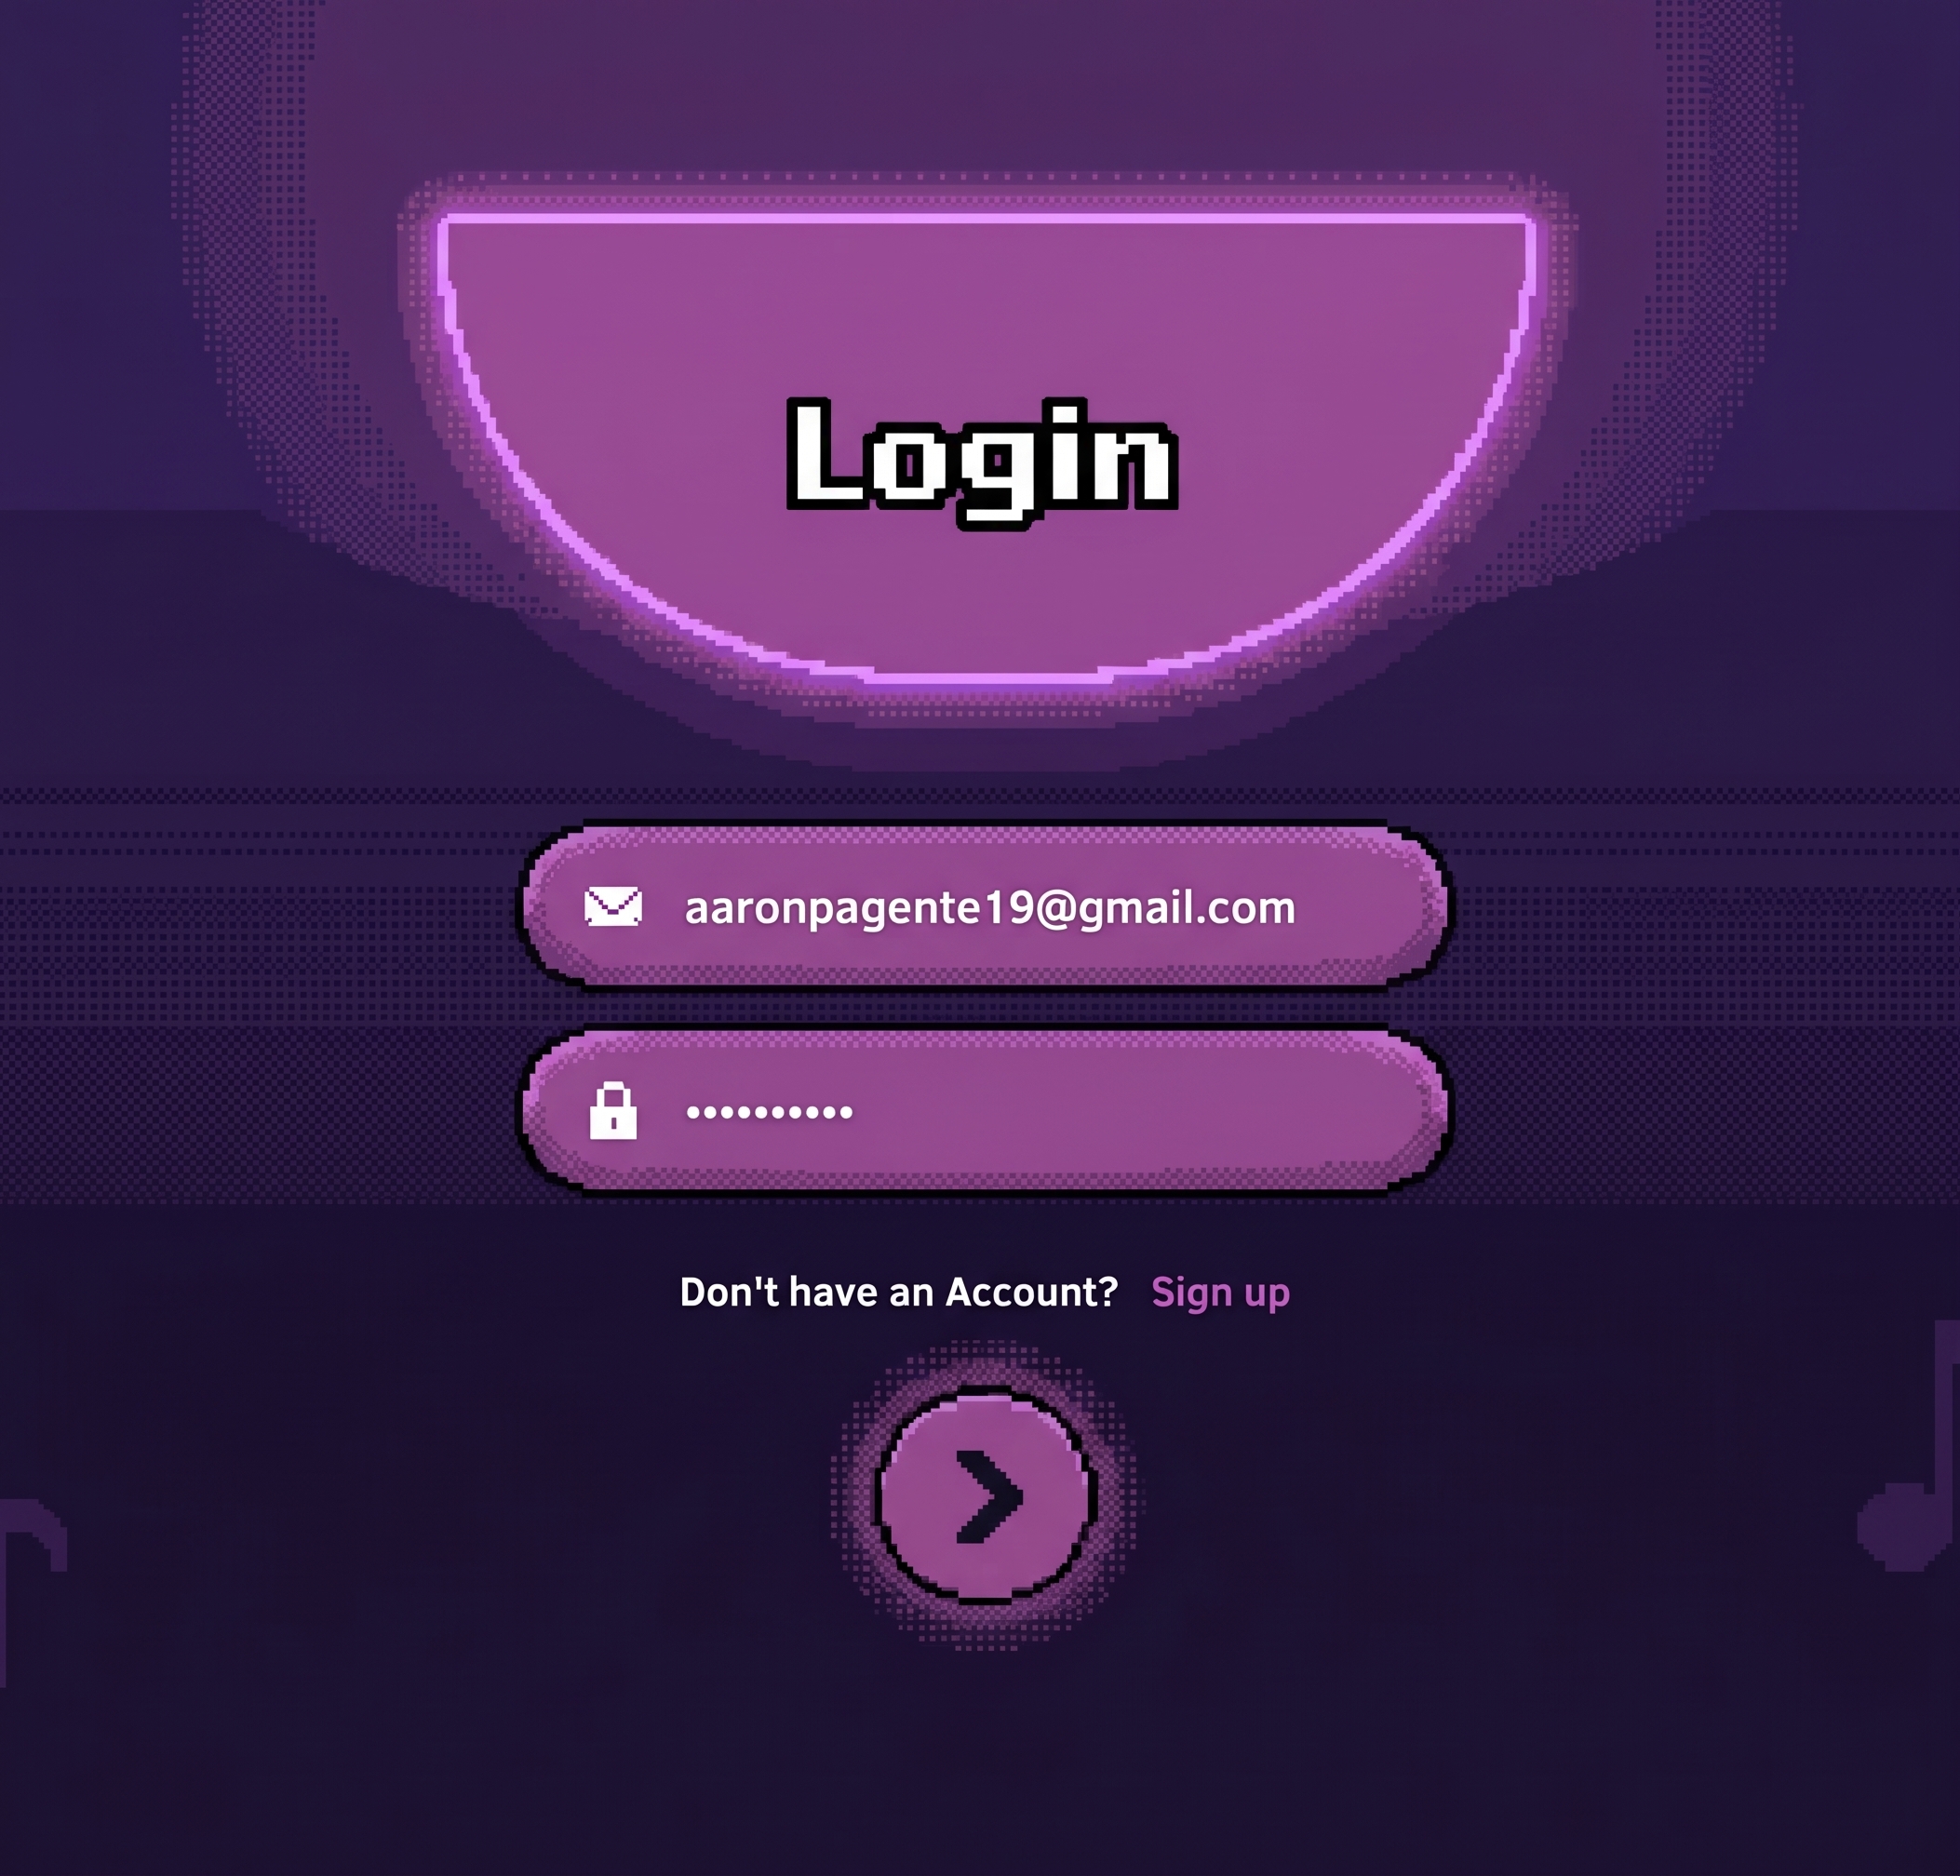 Login
aaronpagente19@gmail.com
••••••••••
Don't have an Account? Sign up